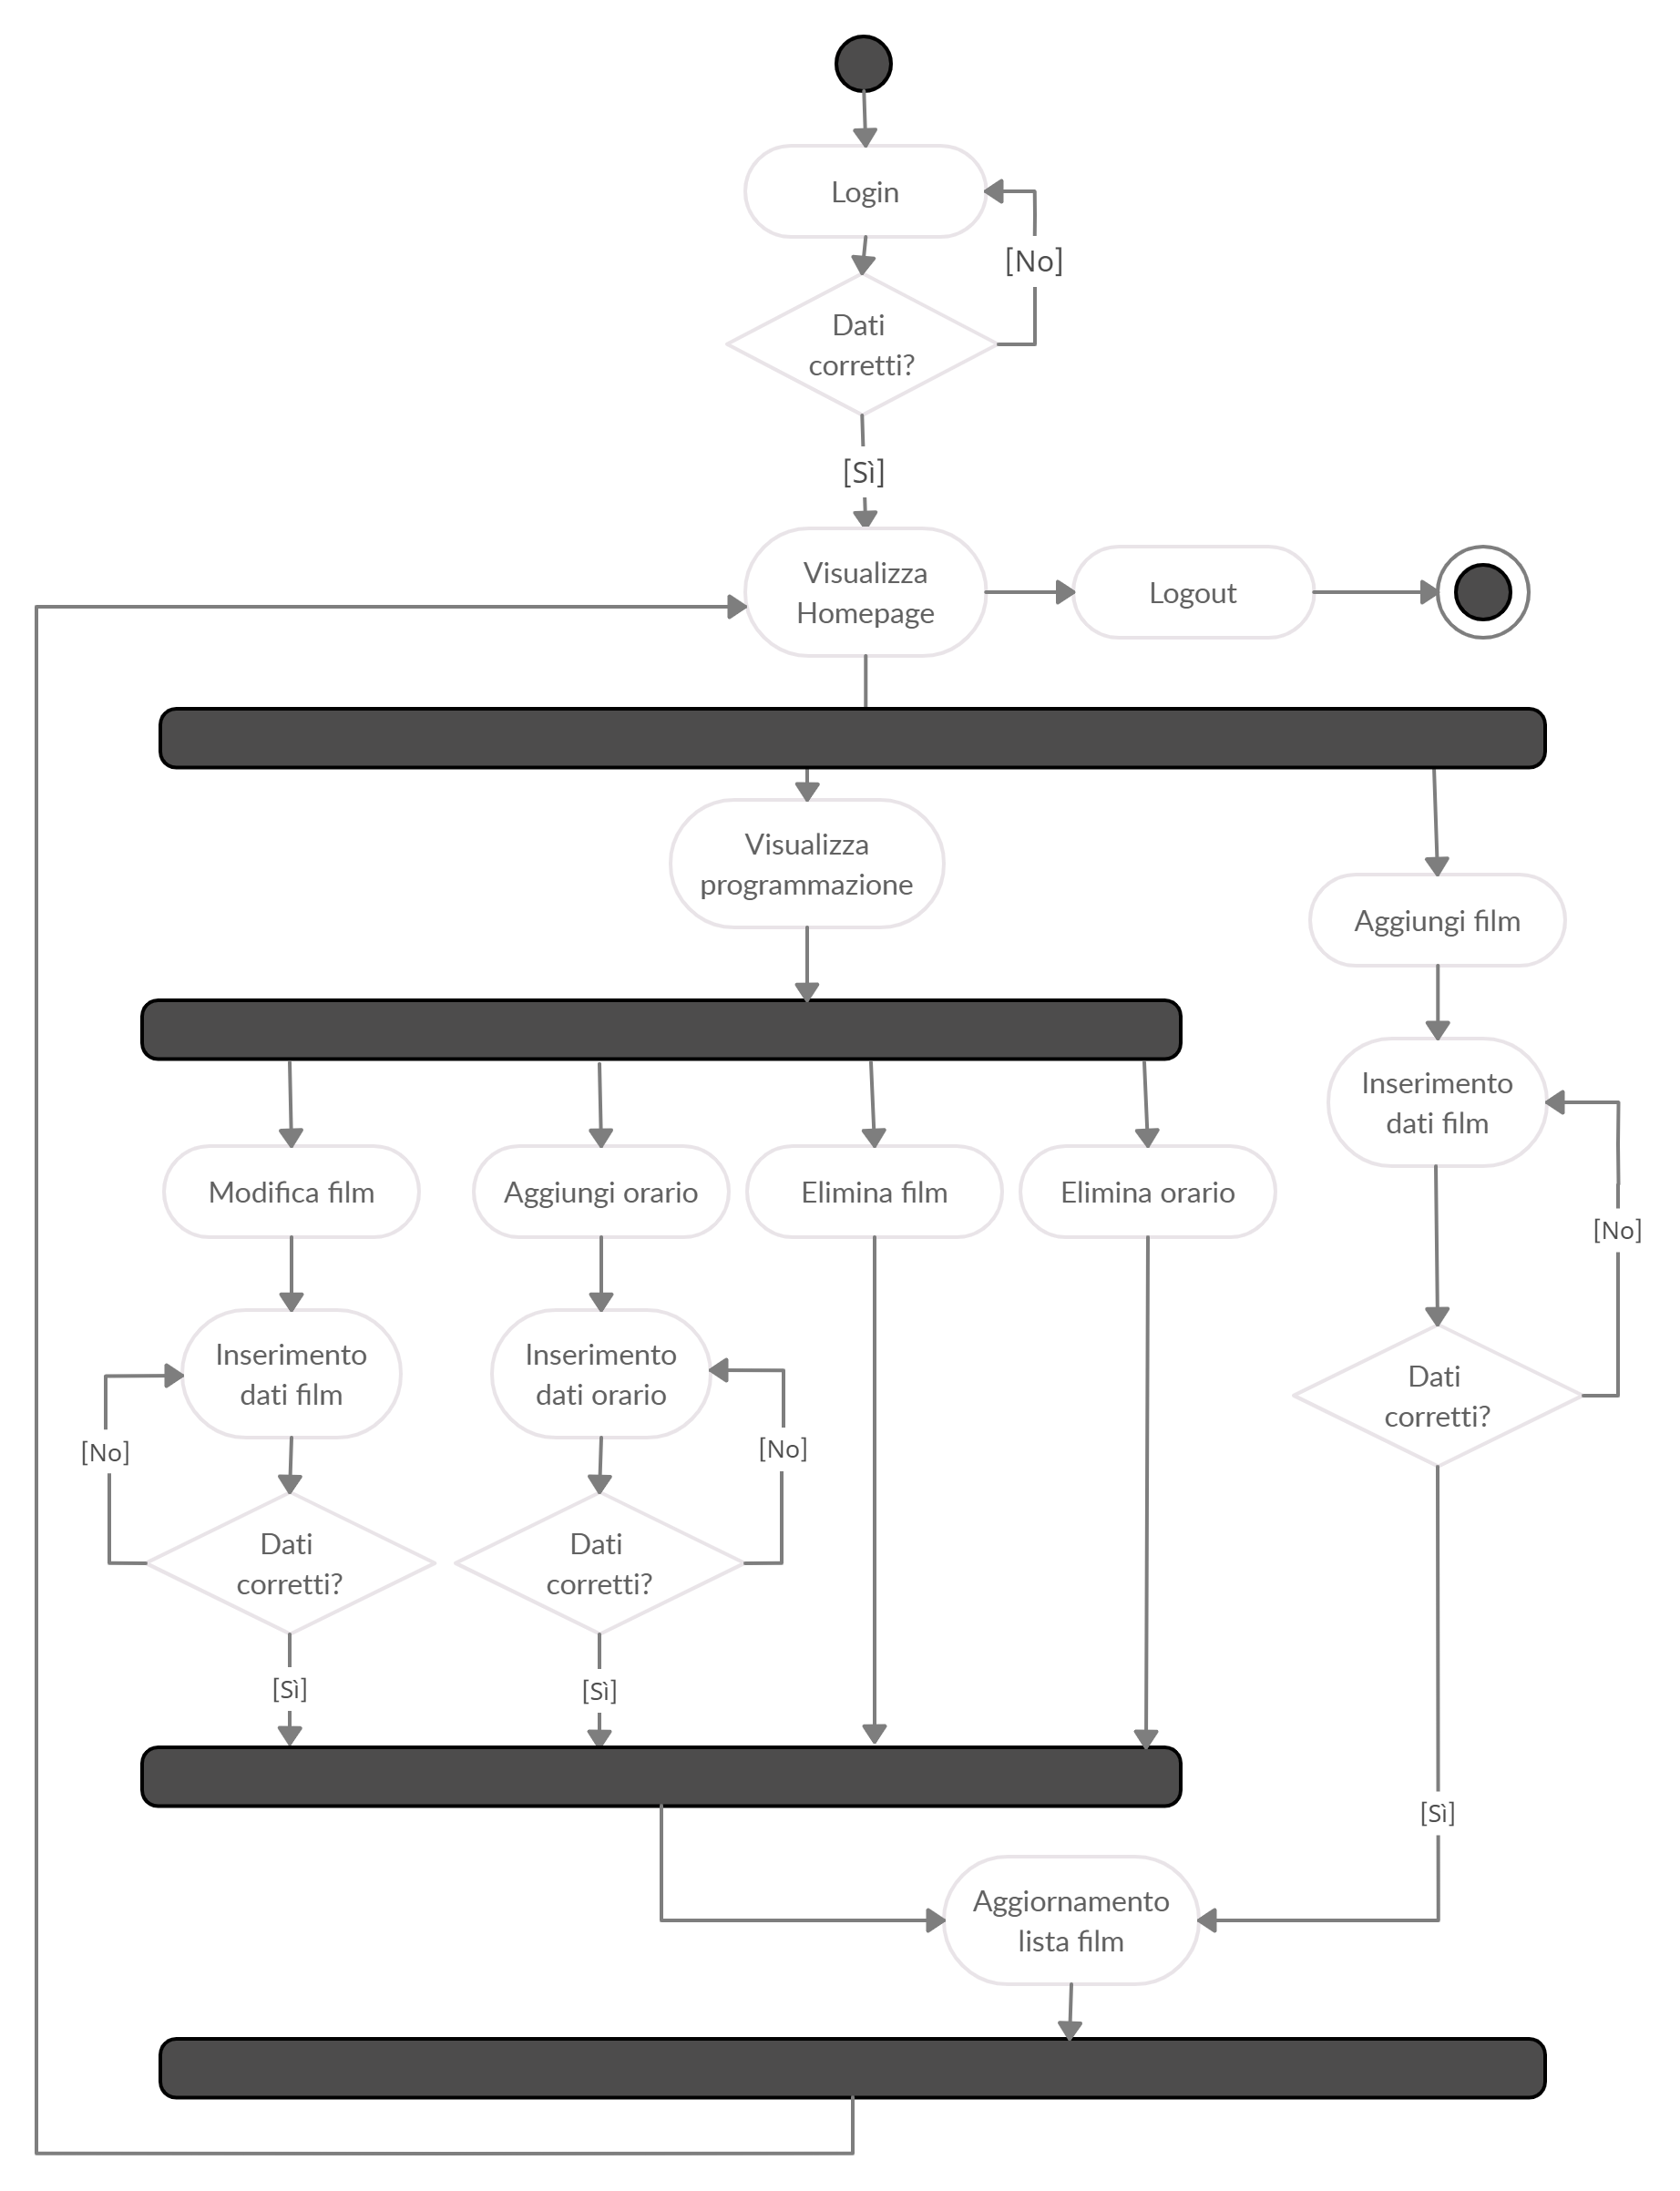 Login
[No]
Dati
corretti?
[Sì]
Visualizza
Homepage
Logout
Visualizza
programmazione
Aggiungi film
Inserimento
dati film
[No]
Modifica film
Aggiungi orario
Elimina film
Elimina orario
Inserimento
dati film
Inserimento
dati orario
Dati
corretti?
[No]
[No]
Dati
corretti?
Dati
corretti?
[Sì]
[Sì]
[Sì]
Aggiornamento
lista film